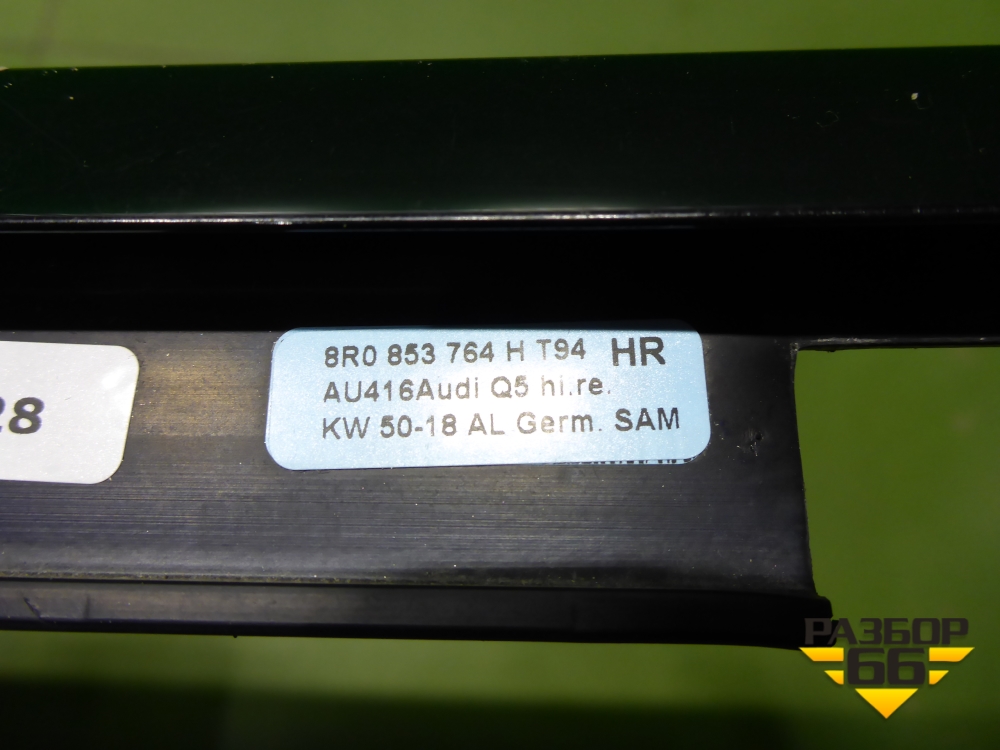 8R0 853 764 H T94 HR
AU416Audi Q5 hi.re.
KW 50-18 AL Germ. SAM
28
РАЗБОР
66